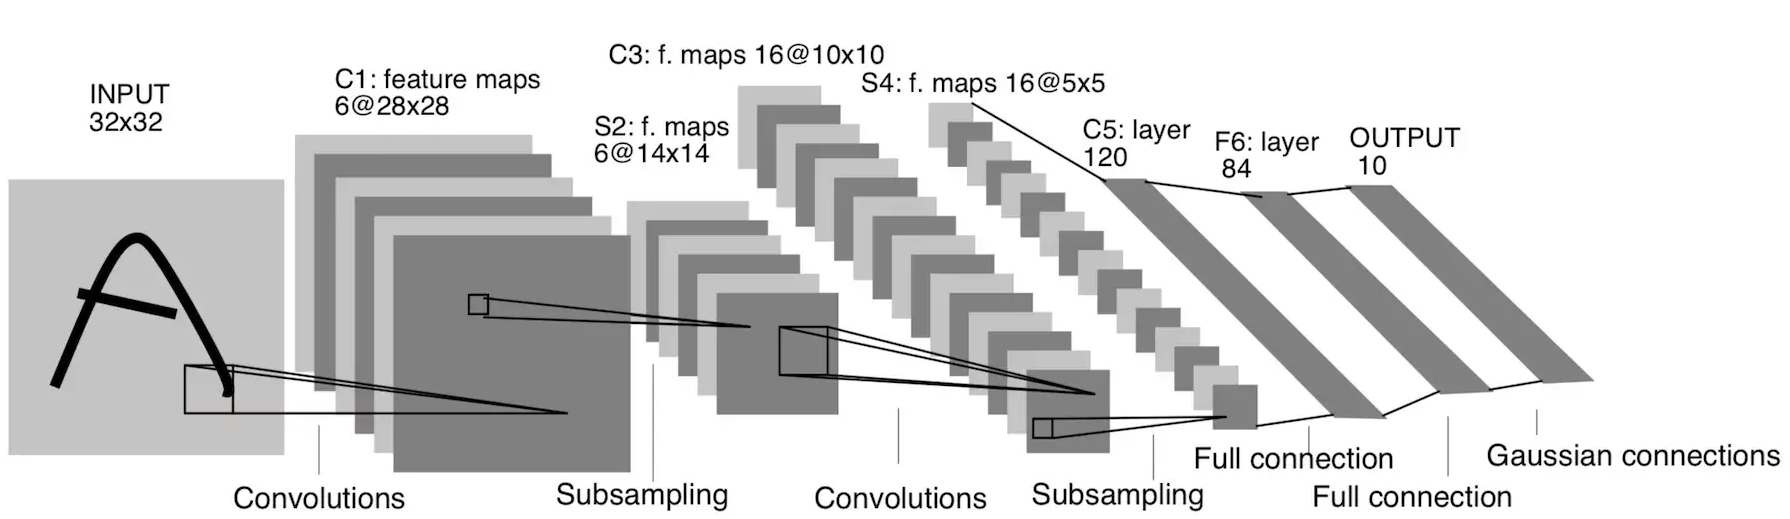 INPUT
32x32
C1: feature maps
6@28x28
S2: f. maps
6@14x14
C3: f. maps 16@10x10
S4: f. maps 16@5x5
C5: layer
120
F6: layer
84
OUTPUT
10
Convolutions
Subsampling
Convolutions
Subsampling
Full connection
Full connection
Gaussian connections